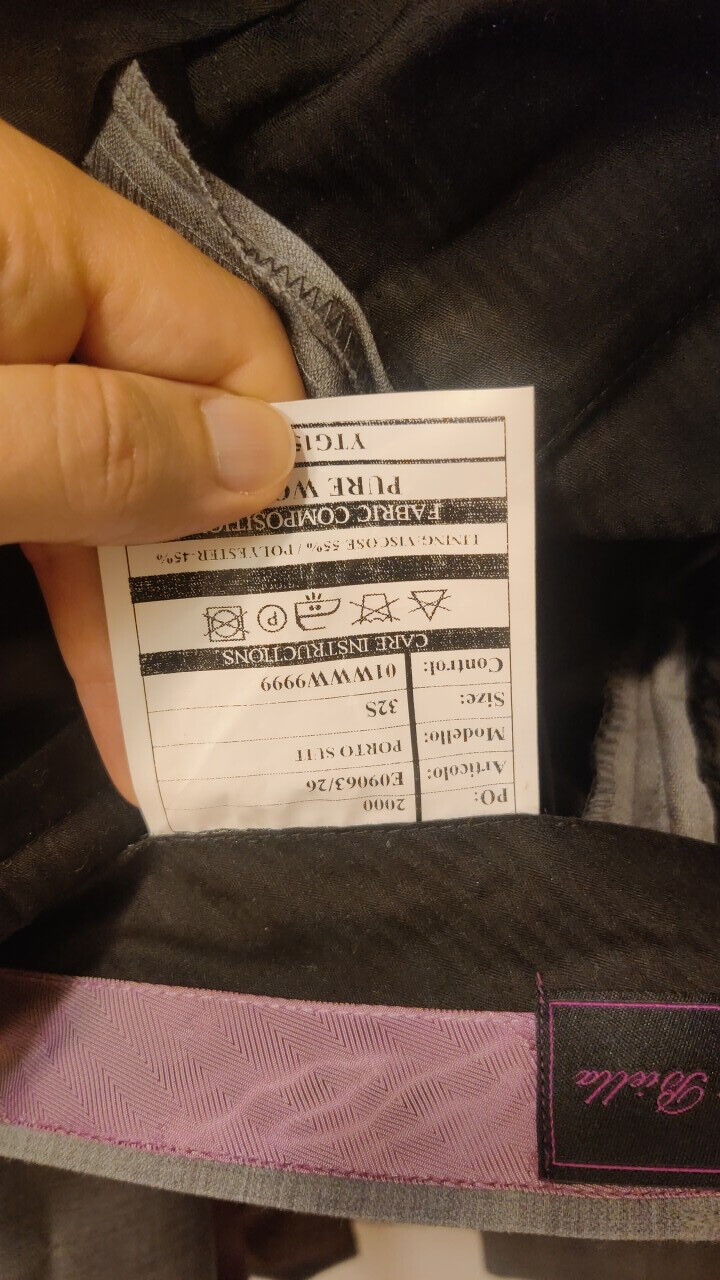 PO: 2000
Articolo: E09063/26
Modello: PORTO SUIT
Size: 32S
Control: 01WWW9999
CARE INSTRUCTIONS
P
LINING:VISCOSE 55% / POLYESTER 45%
FABRIC COMPOSITIO
PURE
YTG15
Biella